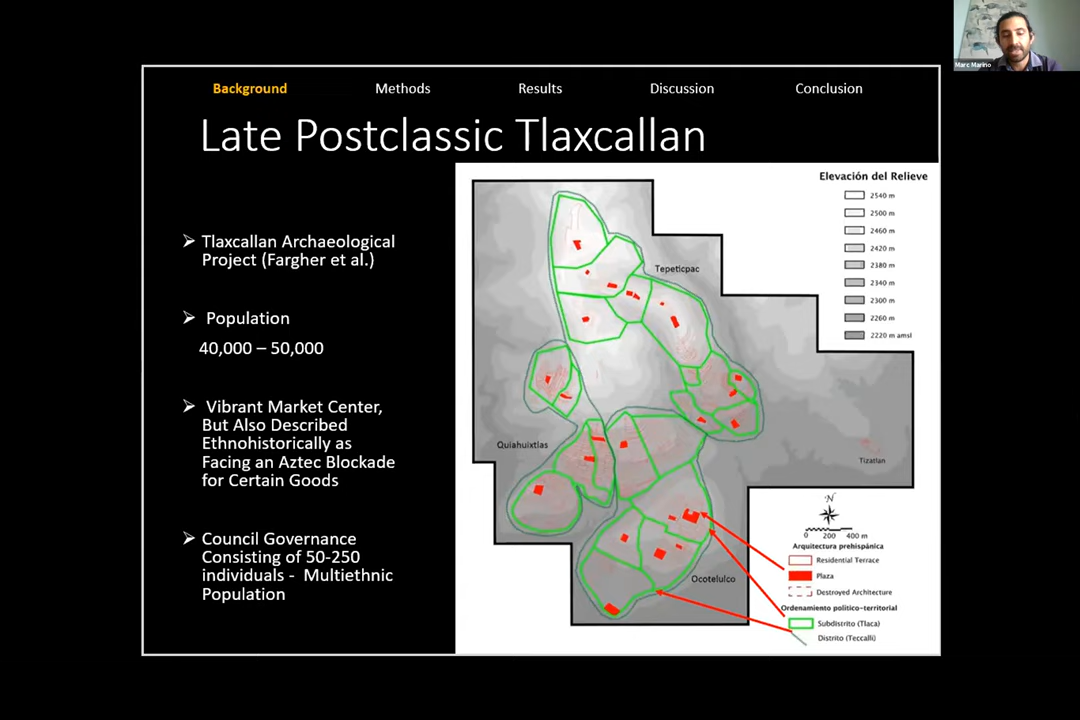 Marc Marino
Background
Methods
Results
Discussion
Conclusion
Late Postclassic Tlaxcallan
➢ Tlaxcallan Archaeological
Project (Fargher et al.)
➢ Population
40,000 – 50,000
➢ Vibrant Market Center,
But Also Described
Ethnohistorically as
Facing an Aztec Blockade
for Certain Goods
➢ Council Governance
Consisting of 50-250
individuals - Multiethnic
Population
Elevación del Relieve
2540 m
2500 m
2460 m
2420 m
2380 m
2340 m
2300 m
2260 m
2220 m amsl
Tepeticpac
Quiahuixtlas
Tizatlan
Ocotelulco
N
0 200 400 m
Arquitectura prehispánica
Residential Terrace
Plaza
Destroyed Architecture
Ordenamiento político-territorial
Subdistrito (Tlaca)
Distrito (Teccalli)